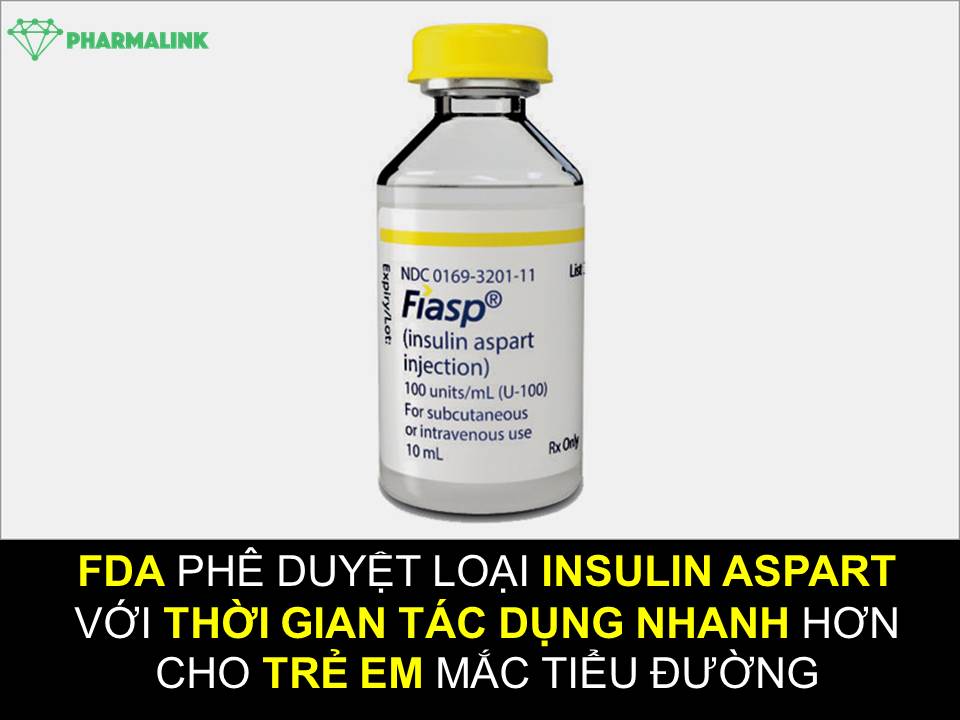 PHARMALINK
Expiry/Lot:
NDC 0169-3201-11
List
Fiasp®
(insulin aspart
injection)
100 units/mL (U-100)
For subcutaneous
or intravenous use
10 mL
Rx Only
FDA PHÊ DUYỆT LOẠI INSULIN ASPART
VỚI THỜI GIAN TÁC DỤNG NHANH HƠN
CHO TRẺ EM MẮC TIỂU ĐƯỜNG